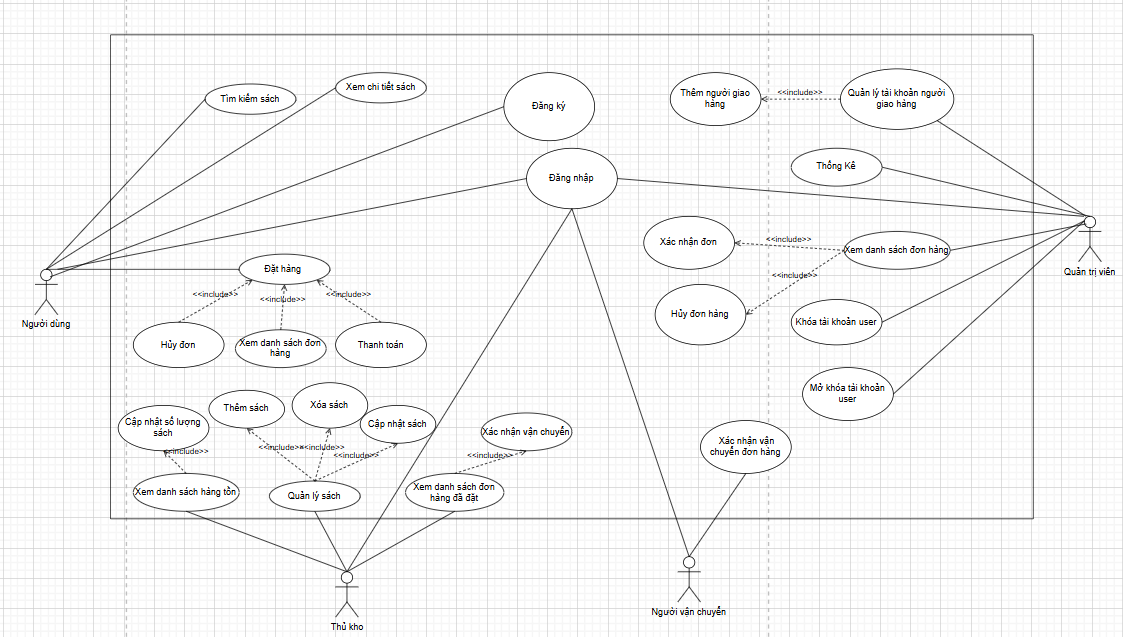 Tìm kiếm sách
Xem chi tiết sách
Đăng ký
Đăng nhập
Thêm người giao
hàng
<<include>>
Quản lý tài khoản người
giao hàng
Thống Kê
Xác nhận đơn
<<include>>
Xem danh sách đơn hàng
<<include>>
Hủy đơn hàng
Khóa tài khoản user
Mở khóa tài khoản
user
Quản trị viên
Người dùng
Đặt hàng
<<include>>
<<include>>
<<include>>
Hủy đơn
Xem danh sách đơn
hàng
Thanh toán
Cập nhật số lượng
sách
Thêm sách
Xóa sách
Cập nhật sách
<<include>>
<<include>>
<<include>>
<<include>>
Xem danh sách hàng tồn
Quản lý sách
Xác nhận vận chuyển
<<include>>
Xem danh sách đơn
hàng đã đặt
Xác nhận vận
chuyển đơn hàng
Thủ kho
Người vận chuyển